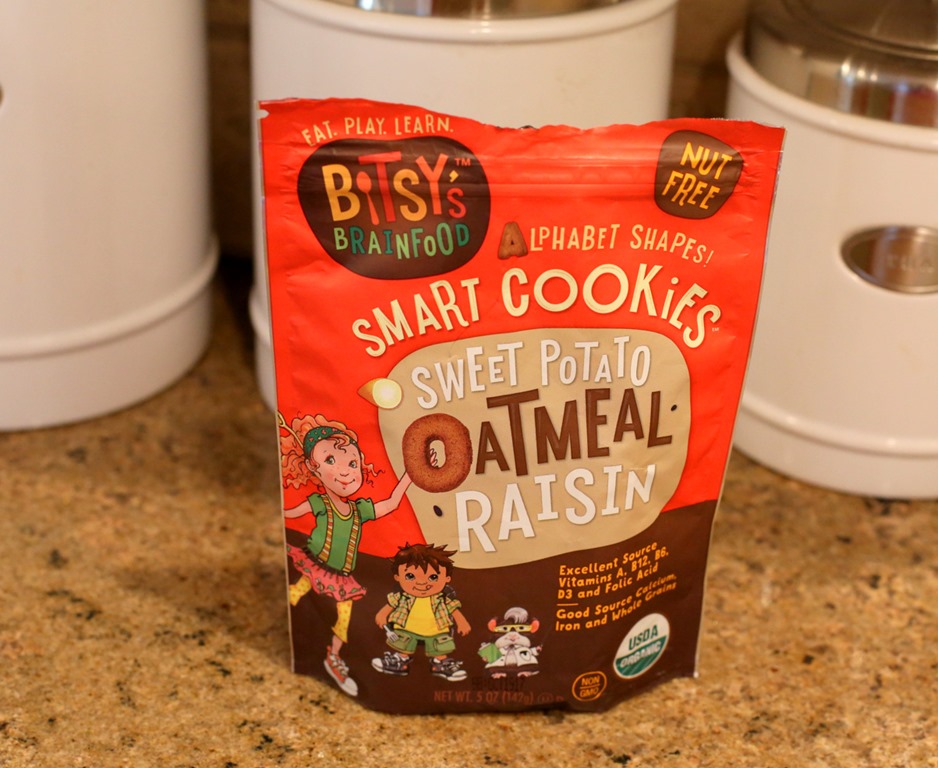 EAT. PLAY. LEARN.
BiTSY'S™
BRAINFOOD
NUT
FREE
ALPHABET SHAPES!
SMART COOKiES™
SWEET POTATO
OATMEAL
RAISIN
Excellent Source
Vitamins A, B12, B6,
D3 and Folic Acid
Good Source Calcium,
Iron and Whole Grains
USDA
ORGANIC
NON
GMO
NET WT. 5 OZ (142g)